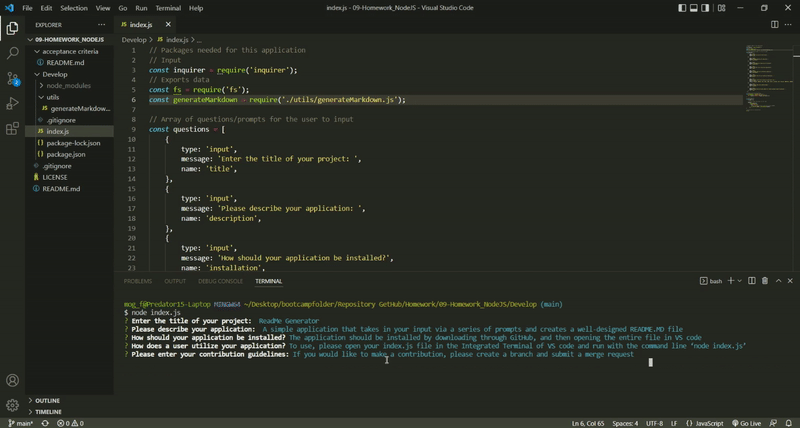 File Edit Selection View Go Run Terminal Help
index.js - 09-Homework_NodeJS - Visual Studio Code
EXPLORER
09-HOMEWORK_NODEJS
acceptance criteria
README.md
Develop
node_modules
utils
generateMarkdow...
.gitignore
index.js
package-lock.json
package.json
.gitignore
LICENSE
README.md
OUTLINE
TIMELINE
index.js
Develop > index.js > ...
1 // Packages needed for this application
2 // Input
3 const inquirer = require('inquirer');
4 // Exports data
5 const fs = require('fs');
6 const generateMarkdown = require('./utils/generateMarkdown.js');
7
8 // Array of questions/prompts for the user to input
9 const questions = [
10 {
11 type: 'input',
12 message: 'Enter the title of your project: ',
13 name: 'title',
14 },
15 {
16 type: 'input',
17 message: 'Please describe your application: ',
18 name: 'description',
19 },
20 {
21 type: 'input',
22 message: 'How should your application be installed?',
23 name: 'installation',
PROBLEMS OUTPUT DEBUG CONSOLE TERMINAL
bash
mog_f@Predator15-Laptop MINGW64 ~/Desktop/bootcampfolder/Repository GetHub/Homework/09-Homework_NodeJS/Develop (main)
$ node index.js
? Enter the title of your project: ReadMe Generator
? Please describe your application: A simple application that takes in your input via a series of prompts and creates a well-designed README.MD file
? How should your application be installed? The application should be installed by downloading through GitHub, and then opening the entire file in VS code
? How does a user utilize your application? To use, please open your index.js file in the Integrated Terminal of VS code and run with the command line ‘node index.js’
? Please enter your contribution guidelines: If you would like to make a contribution, please create a branch and submit a merge request
main* 0 0
Ln 6, Col 65 Spaces: 4 UTF-8 LF {} JavaScript Go Live